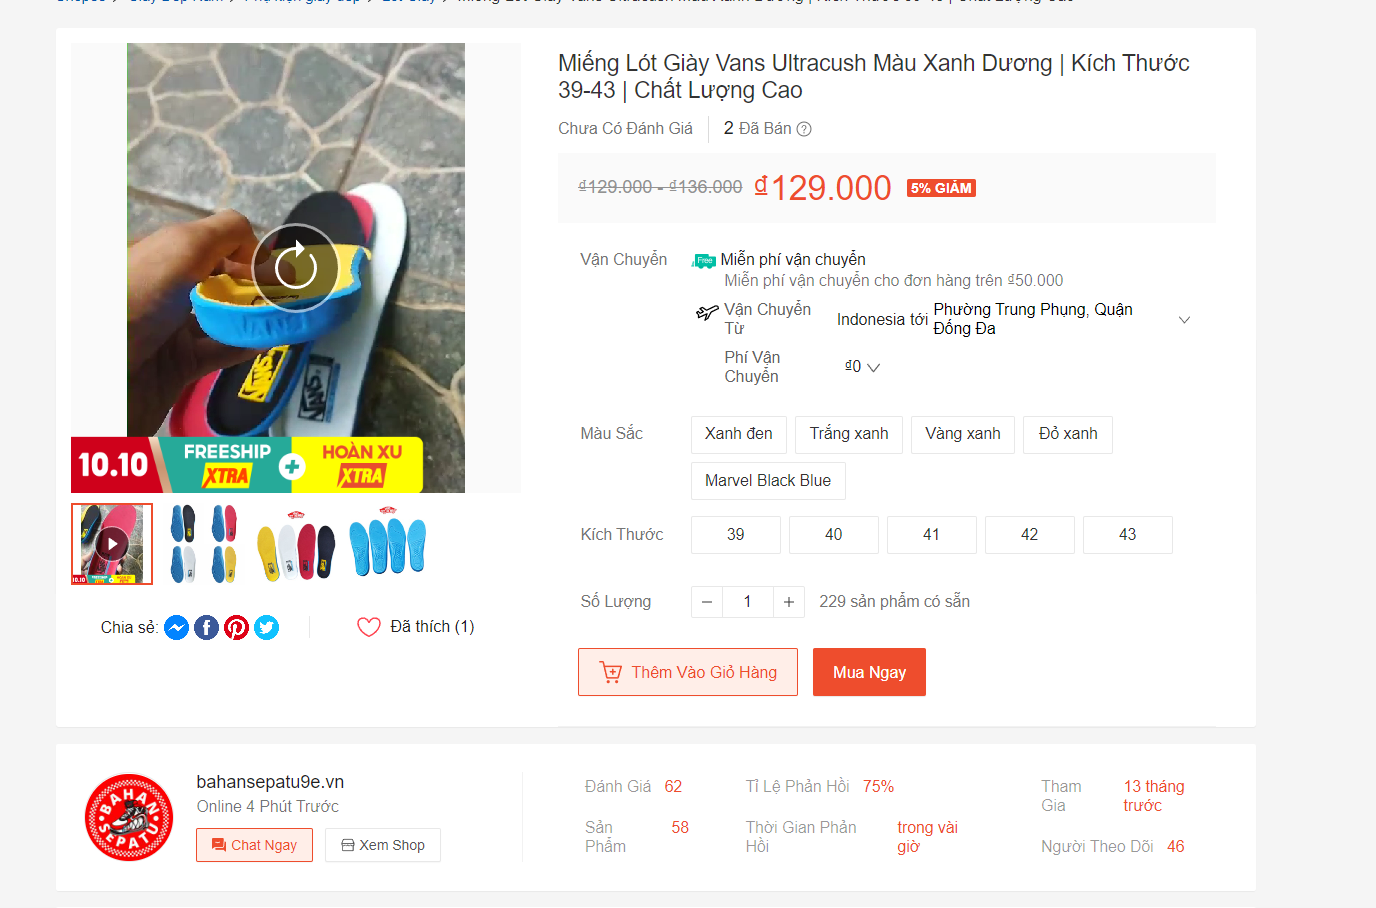 Miếng Lót Giày Vans Ultracush Màu Xanh Dương | Kích Thước
39-43 | Chất Lượng Cao
Chưa Có Đánh Giá
2 Đã Bán
₫129.000 - ₫136.000
₫129.000
5% GIẢM
Vận Chuyển
Free
Miễn phí vận chuyển
Miễn phí vận chuyển cho đơn hàng trên ₫50.000
Vận Chuyển
Từ
Indonesia tới
Phường Trung Phụng, Quận
Đống Đa
Phí Vận
Chuyển
₫0
Màu Sắc
Xanh đen
Trắng xanh
Vàng xanh
Đỏ xanh
Marvel Black Blue
Kích Thước
39
40
41
42
43
Số Lượng
1
229 sản phẩm có sẵn
Thêm Vào Giỏ Hàng
Mua Ngay
VANS
VANS
10.10
FREESHIP
XTRA
HOÀN XU
XTRA
Chia sẻ:
Đã thích (1)
BAHAN
SEPATU
bahansepatu9e.vn
Online 4 Phút Trước
Chat Ngay
Xem Shop
Đánh Giá
62
Sản
Phẩm
58
Tỉ Lệ Phản Hồi
75%
Thời Gian Phản
Hồi
trong vài
giờ
Tham
Gia
13 tháng
trước
Người Theo Dõi
46